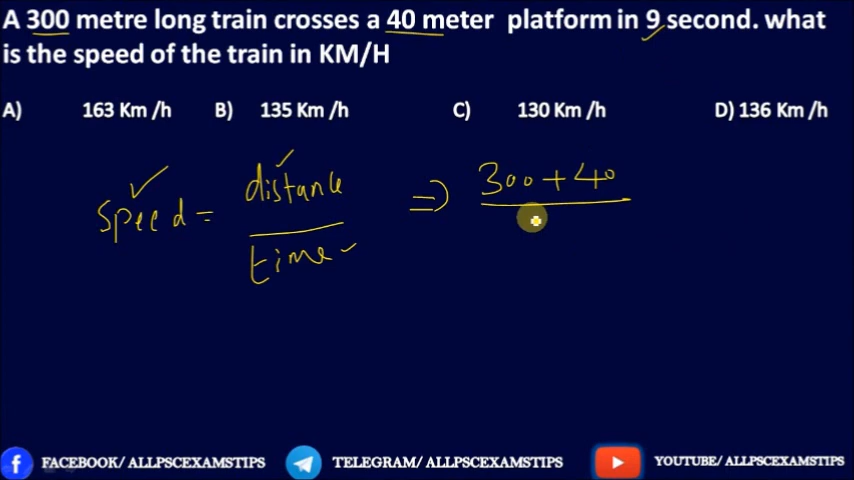 A 300 metre long train crosses a 40 meter platform in 9 second. what
is the speed of the train in KM/H
A) 163 Km /h B) 135 Km /h C) 130 Km /h D) 136 Km /h
speed = distance / time ⇒ 300 + 40
FACEBOOK/ ALLPSCEXAMSTIPS TELEGRAM/ ALLPSCEXAMSTIPS YOUTUBE/ ALLPSCEXAMSTIPS